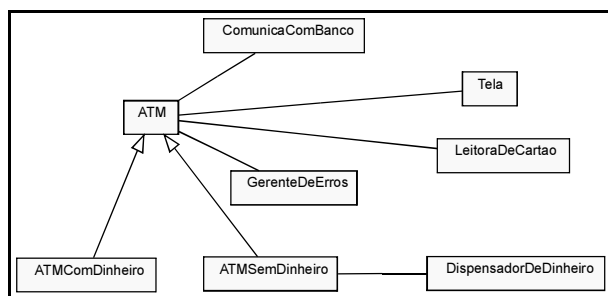 ComunicaComBanco
Tela
ATM
LeitoraDeCartao
GerenteDeErros
ATMComDinheiro
ATMSemDinheiro
DispensadorDeDinheiro